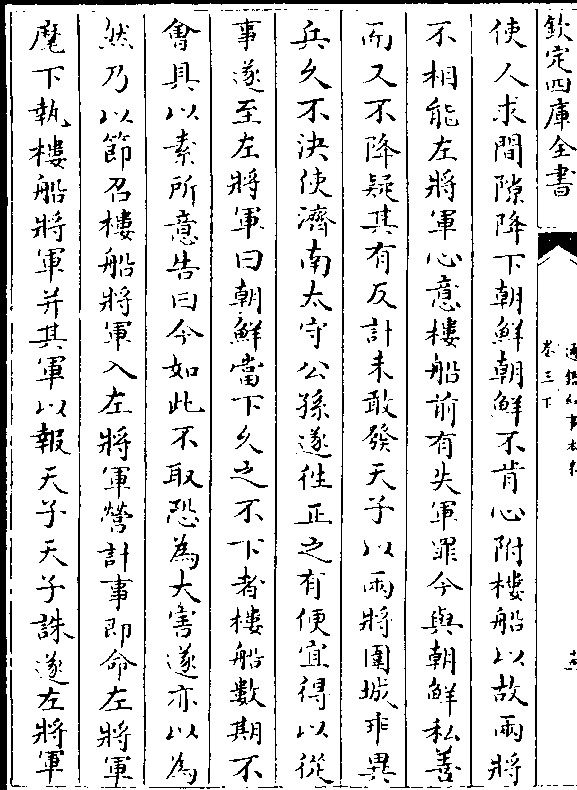 欽定四庫全書
通鑑紀事本末
卷三下
使人求間隙降下朝鮮朝鮮不肯心附樓船以故兩將
不相能左將軍心意樓船前有失軍罪今與朝鮮私善
而又不降疑其有反計未敢發天子以兩將圍城乖異
兵久不決使濟南太守公孫遂徃正之有便宜得以從
事遂至左將軍曰朝鮮當下久之不下者樓船數期不
會具以素所意告曰今如此不取恐為大害遂亦以為
然乃以節召樓船將軍入左將軍營計事即命左將軍
麾下執樓船將軍并其軍以報天子天子誅遂左將軍